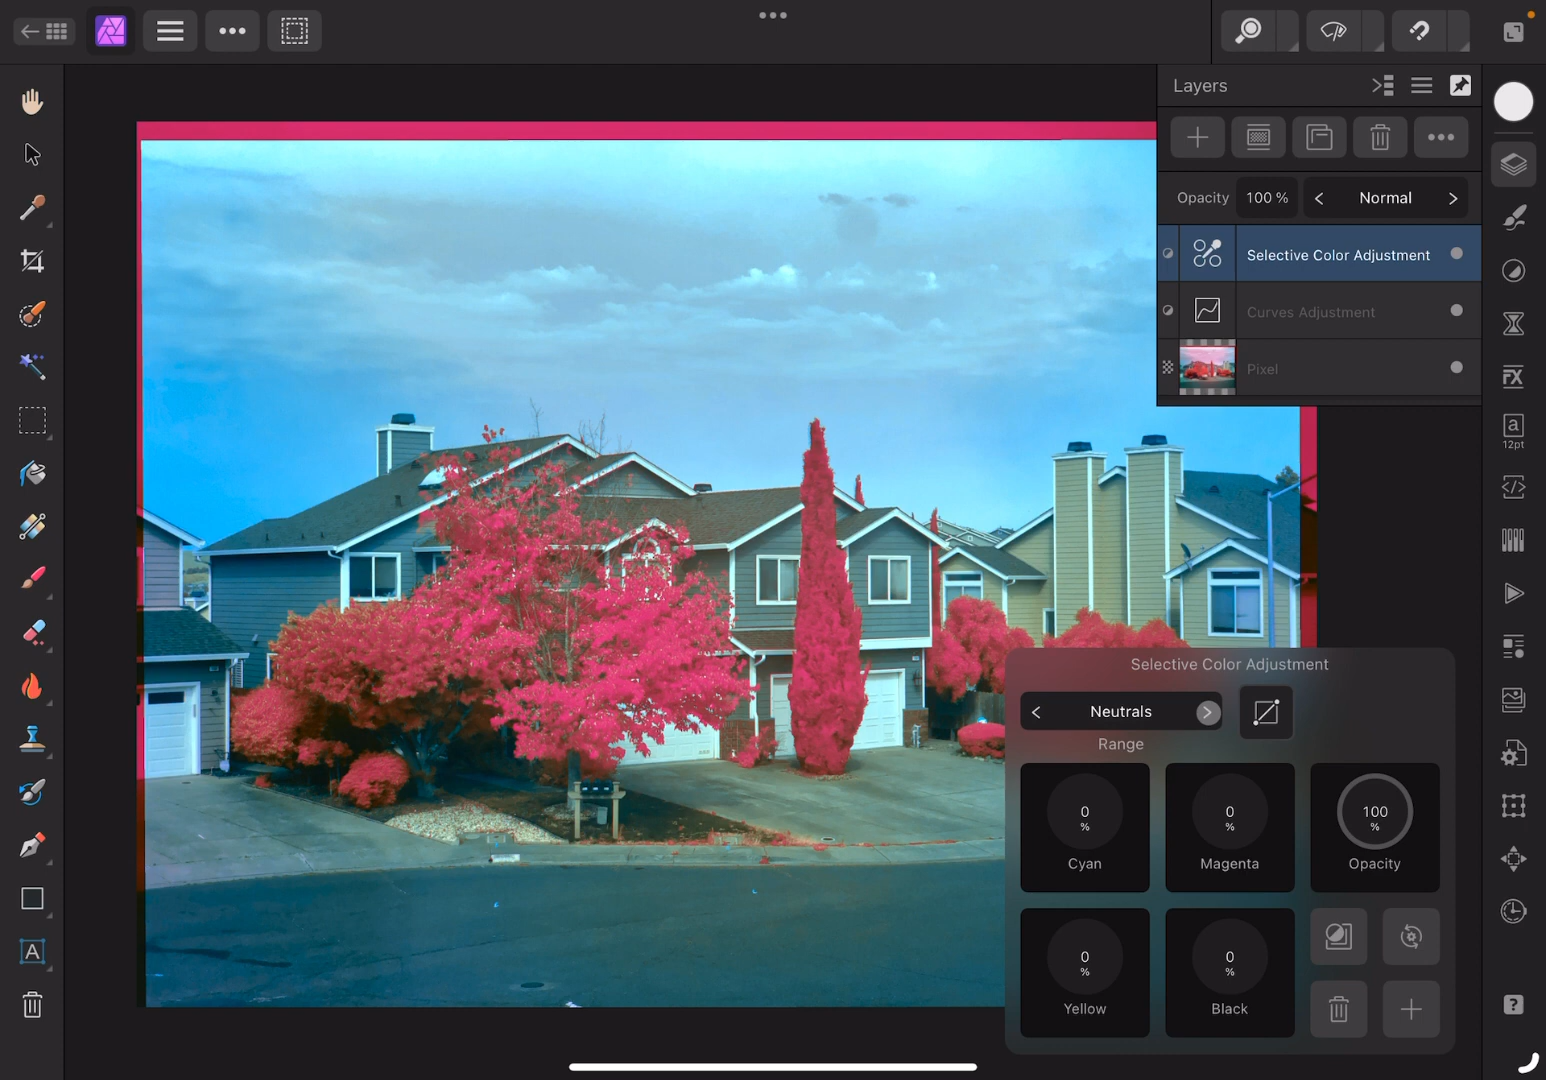 Layers
Opacity 100 % < Normal >
Selective Color Adjustment
Curves Adjustment
Pixel
FX
a
12pt
Selective Color Adjustment
< Neutrals >
Range
0
%
Cyan
0
%
Magenta
100
%
Opacity
0
%
Yellow
0
%
Black
A
?